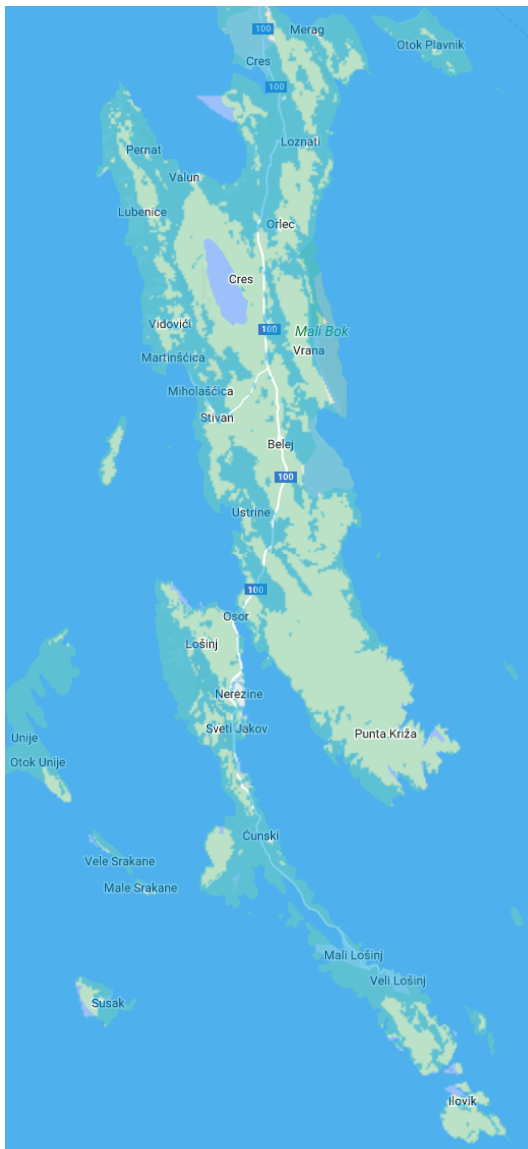 100
Merag
Otok Plavnik
Cres
100
Loznati
Pernat
Valun
Lubenice
Orlec
Cres
Vidovići
100
Mali Bok
Vrana
Martinšćica
Miholašćica
Stivan
Belej
100
Ustrine
100
Osor
Lošinj
Nerezine
Sveti Jakov
Punta Križa
Unije
Otok Unije
Ćunski
Vele Srakane
Male Srakane
Mali Lošinj
Veli Lošinj
Susak
Ilovik